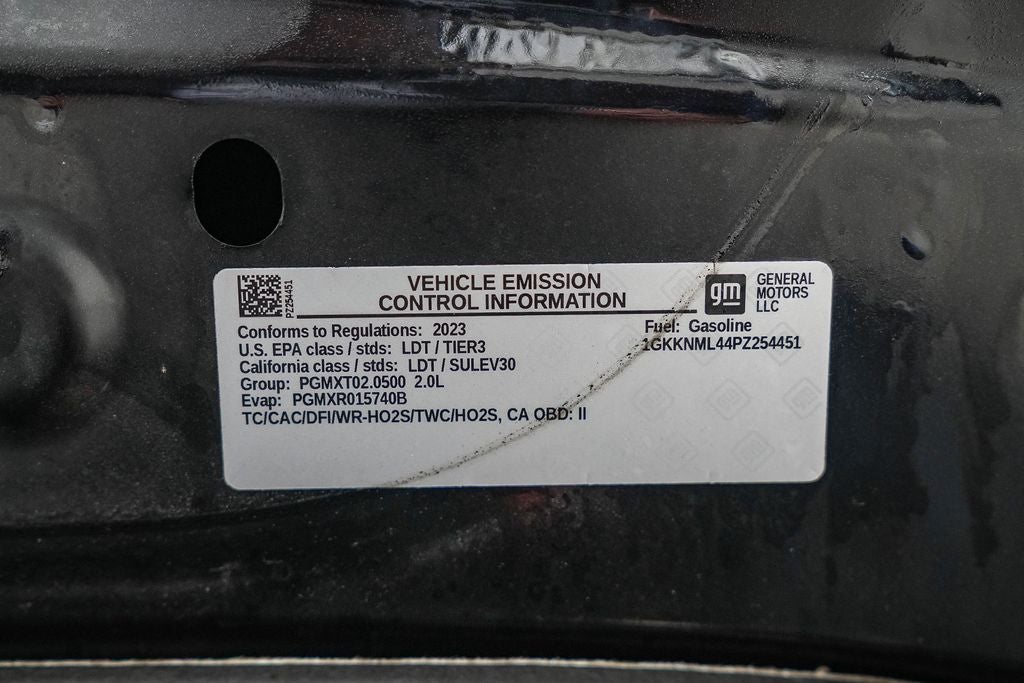 PZ254451
VEHICLE EMISSION
CONTROL INFORMATION
gm
GENERAL
MOTORS
LLC
Conforms to Regulations: 2023
Fuel: Gasoline
U.S. EPA class / stds: LDT / TIER3
1GKKNML44PZ254451
California class / stds: LDT / SULEV30
Group: PGMXT02.0500 2.0L
Evap: PGMXR015740B
TC/CAC/DFI/WR-HO2S/TWC/HO2S, CA OBD: II